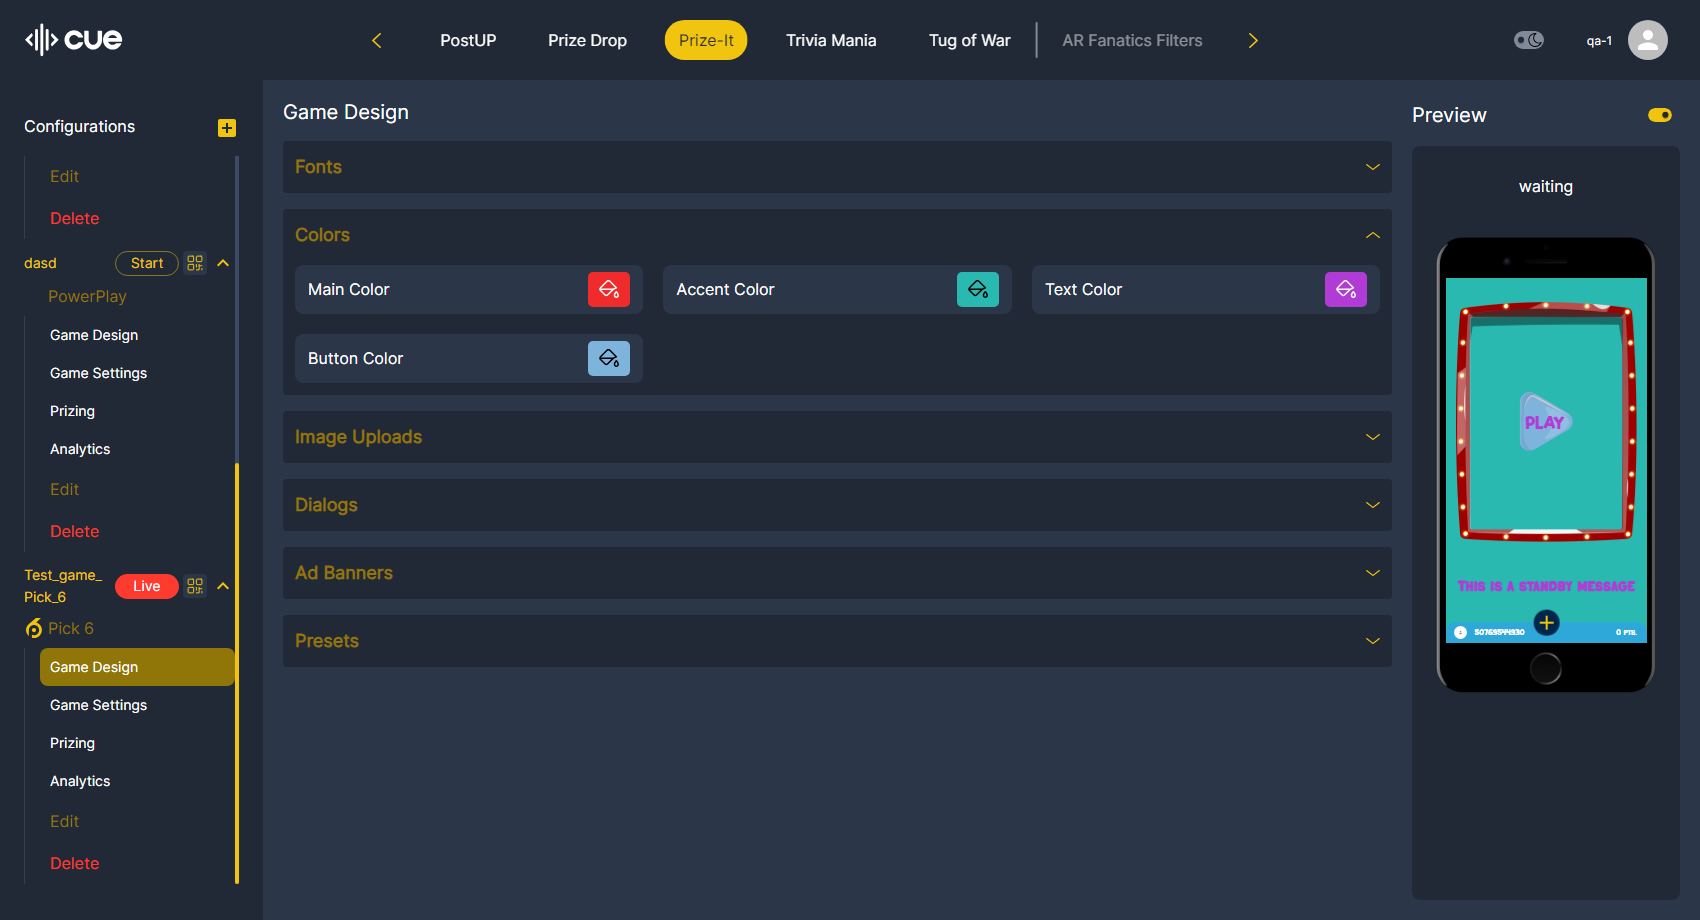 cue
PostUP
Prize Drop
Prize-It
Trivia Mania
Tug of War
AR Fanatics Filters
qa-1
Configurations
Edit
Delete
dasd
Start
PowerPlay
Game Design
Game Settings
Prizing
Analytics
Edit
Delete
Test_game_
Pick_6
Live
Pick 6
Game Design
Game Settings
Prizing
Analytics
Edit
Delete
Game Design
Fonts
Colors
Main Color
Accent Color
Text Color
Button Color
Image Uploads
Dialogs
Ad Banners
Presets
Preview
waiting
PLAY
THIS IS A STANDBY MESSAGE
0 PTS.